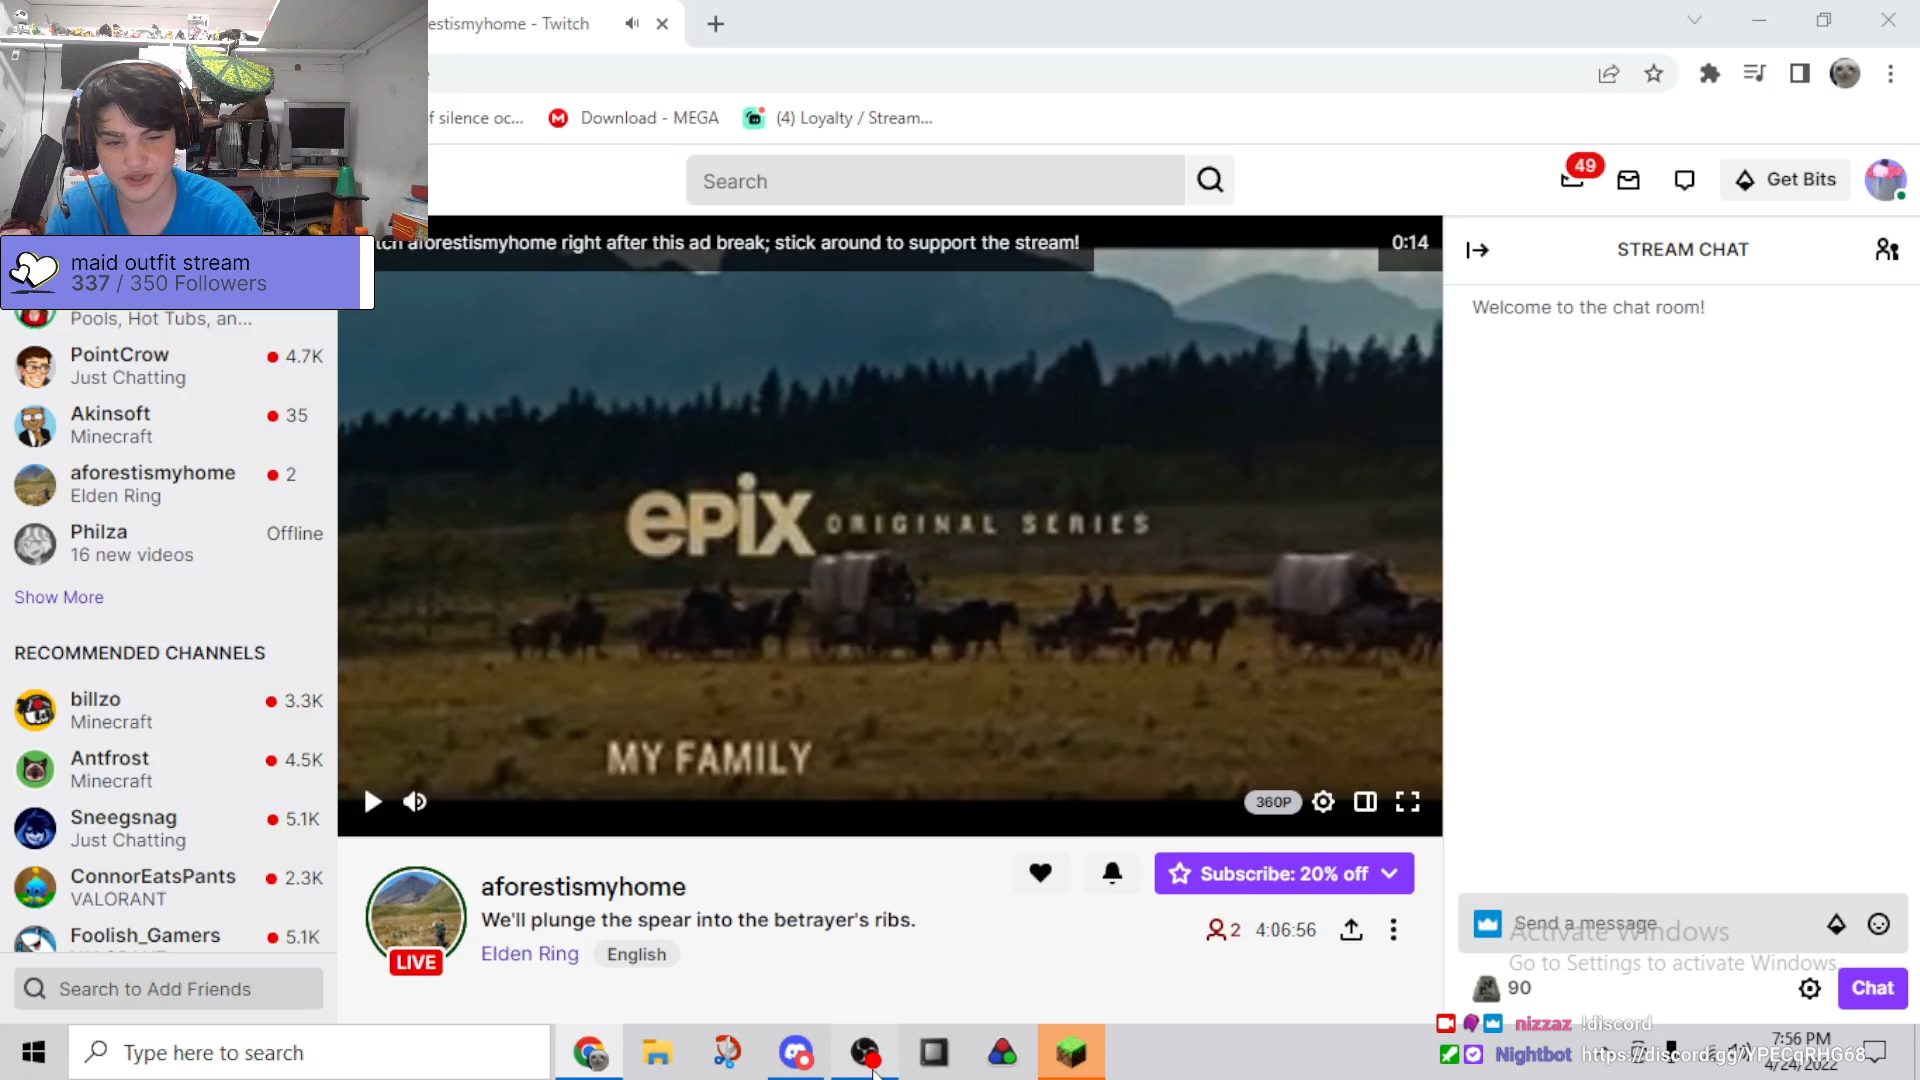 estismyhome - Twitch
f silence oc...
Download - MEGA
(4) Loyalty / Stream...
Search
49
Get Bits
tch aforestismyhome right after this ad break; stick around to support the stream!
0:14
STREAM CHAT
maid outfit stream
337 / 350 Followers
Welcome to the chat room!
Pools, Hot Tubs, an...
PointCrow
4.7K
Just Chatting
Akinsoft
35
Minecraft
aforestismyhome
2
Elden Ring
Philza
Offline
16 new videos
Show More
RECOMMENDED CHANNELS
billzo
3.3K
Minecraft
Antfrost
4.5K
Minecraft
Sneegsnag
5.1K
Just Chatting
ConnorEatsPants
2.3K
VALORANT
Foolish_Gamers
5.1K
Search to Add Friends
epix ORIGINAL SERIES
MY FAMILY
360P
aforestismyhome
We'll plunge the spear into the betrayer's ribs.
Elden Ring
English
LIVE
Subscribe: 20% off
2
4:06:56
Send a message
Activate Windows
Go to Settings to activate Windows.
90
Chat
nizzaz !discord
Nightbot https://discord.gg/YPECqRHG68
Type here to search
7:56 PM
4/24/2022